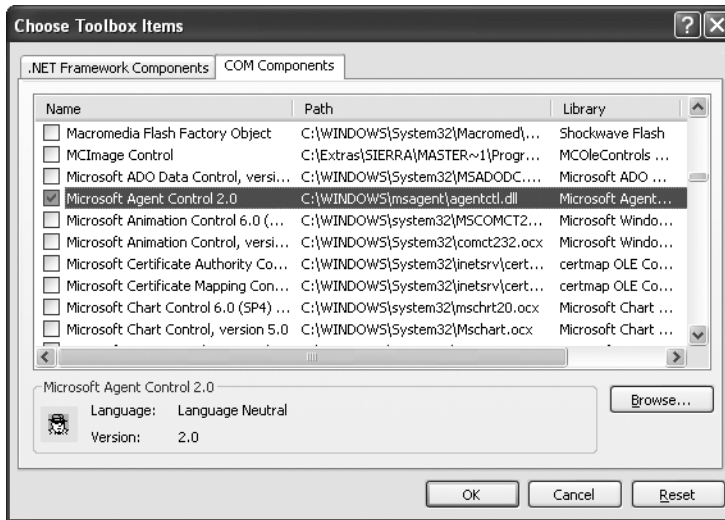 Choose Toolbox Items
.NET Framework Components COM Components
Name Path Library
Macromedia Flash Factory Object C:\WINDOWS\System32\Macromed\... Shockwave Flash
MCImage Control C:\Extras\SIERRA\MASTER~1\Progr... MCOleControls ...
Microsoft ADO Data Control, versi... C:\WINDOWS\System32\MSADODC.... Microsoft ADO ...
Microsoft Agent Control 2.0 C:\WINDOWS\msagent\agentctl.dll Microsoft Agent...
Microsoft Animation Control 6.0 (... C:\WINDOWS\system32\MSCOMCT2... Microsoft Windo...
Microsoft Animation Control, versi... C:\WINDOWS\System32\comct232.ocx Microsoft Windo...
Microsoft Certificate Authority Co... C:\WINDOWS\System32\inetsrv\cert... certmap OLE Co...
Microsoft Certificate Mapping Con... C:\WINDOWS\System32\inetsrv\cert... certmap OLE Co...
Microsoft Chart Control 6.0 (SP4) ... C:\WINDOWS\system32\mschrt20.ocx Microsoft Chart ...
Microsoft Chart Control, version 5.0 C:\WINDOWS\System32\Mschart.ocx Microsoft Chart ...
Microsoft Agent Control 2.0
Language: Language Neutral
Version: 2.0
Browse...
OK Cancel Reset